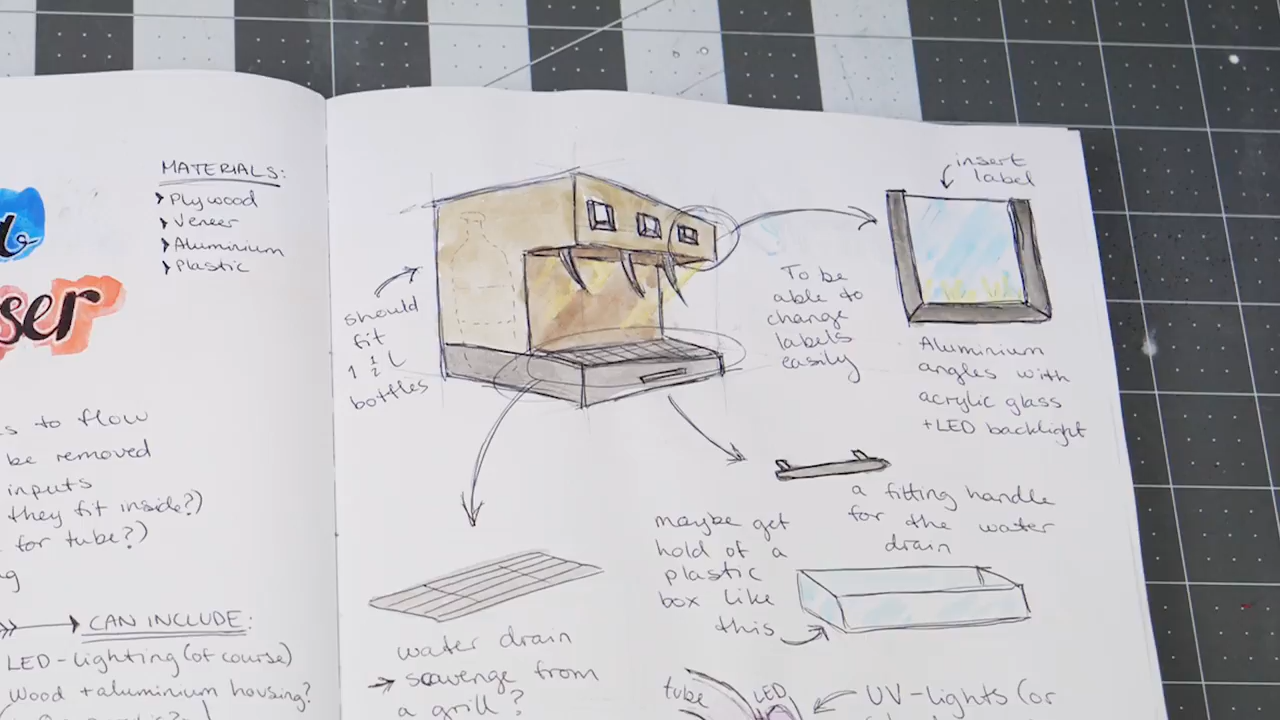 ser
MATERIALS:
Plywood
Veneer
Aluminium
Plastic
s to flow
be removed
inputs
they fit inside?)
for tube?)
CAN INCLUDE:
LED-lighting (of course)
Wood + aluminium housing?
should
fit
1 1/2 L
bottles
insert
label
To be
able to
change
labels
easily
Aluminium
angles with
acrylic glass
+LED backlight
a fitting handle
for the water
drain
maybe get
hold of a
plastic
box like
this
water drain
scavenge from
a grill?
tube
LED
UV-lights (or